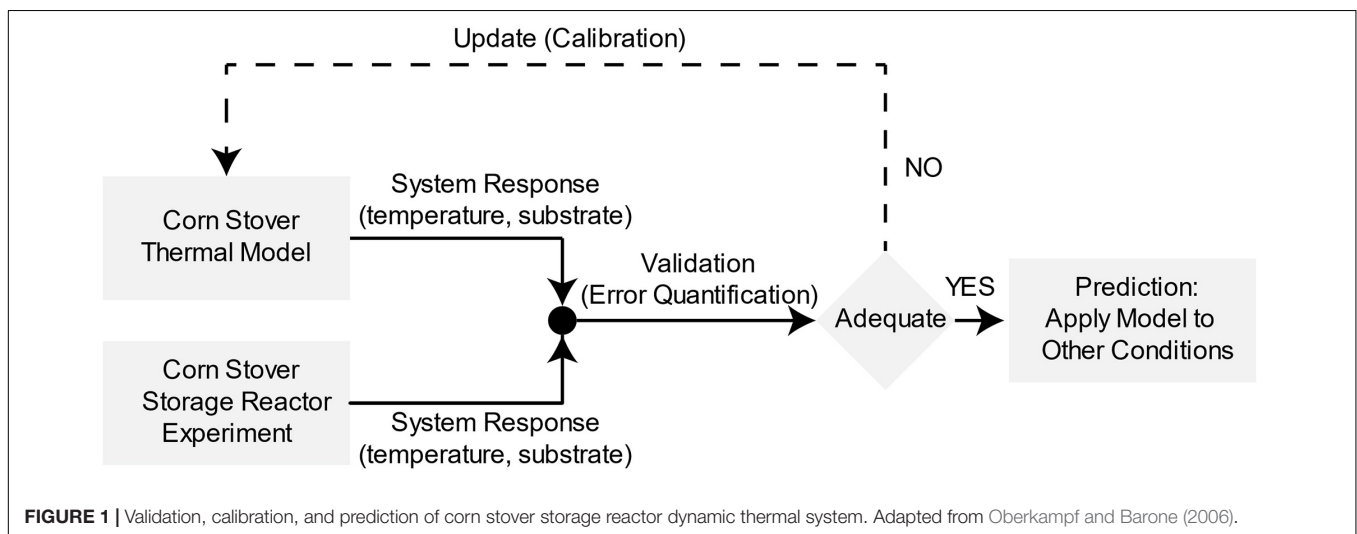 Update (Calibration)
NO
Corn Stover
Thermal Model
System Response
(temperature, substrate)
Validation
(Error Quantification)
Adequate
YES
Prediction:
Apply Model to
Other Conditions
Corn Stover
Storage Reactor
Experiment
System Response
(temperature, substrate)
FIGURE 1 | Validation, calibration, and prediction of corn stover storage reactor dynamic thermal system. Adapted from Oberkampf and Barone (2006).